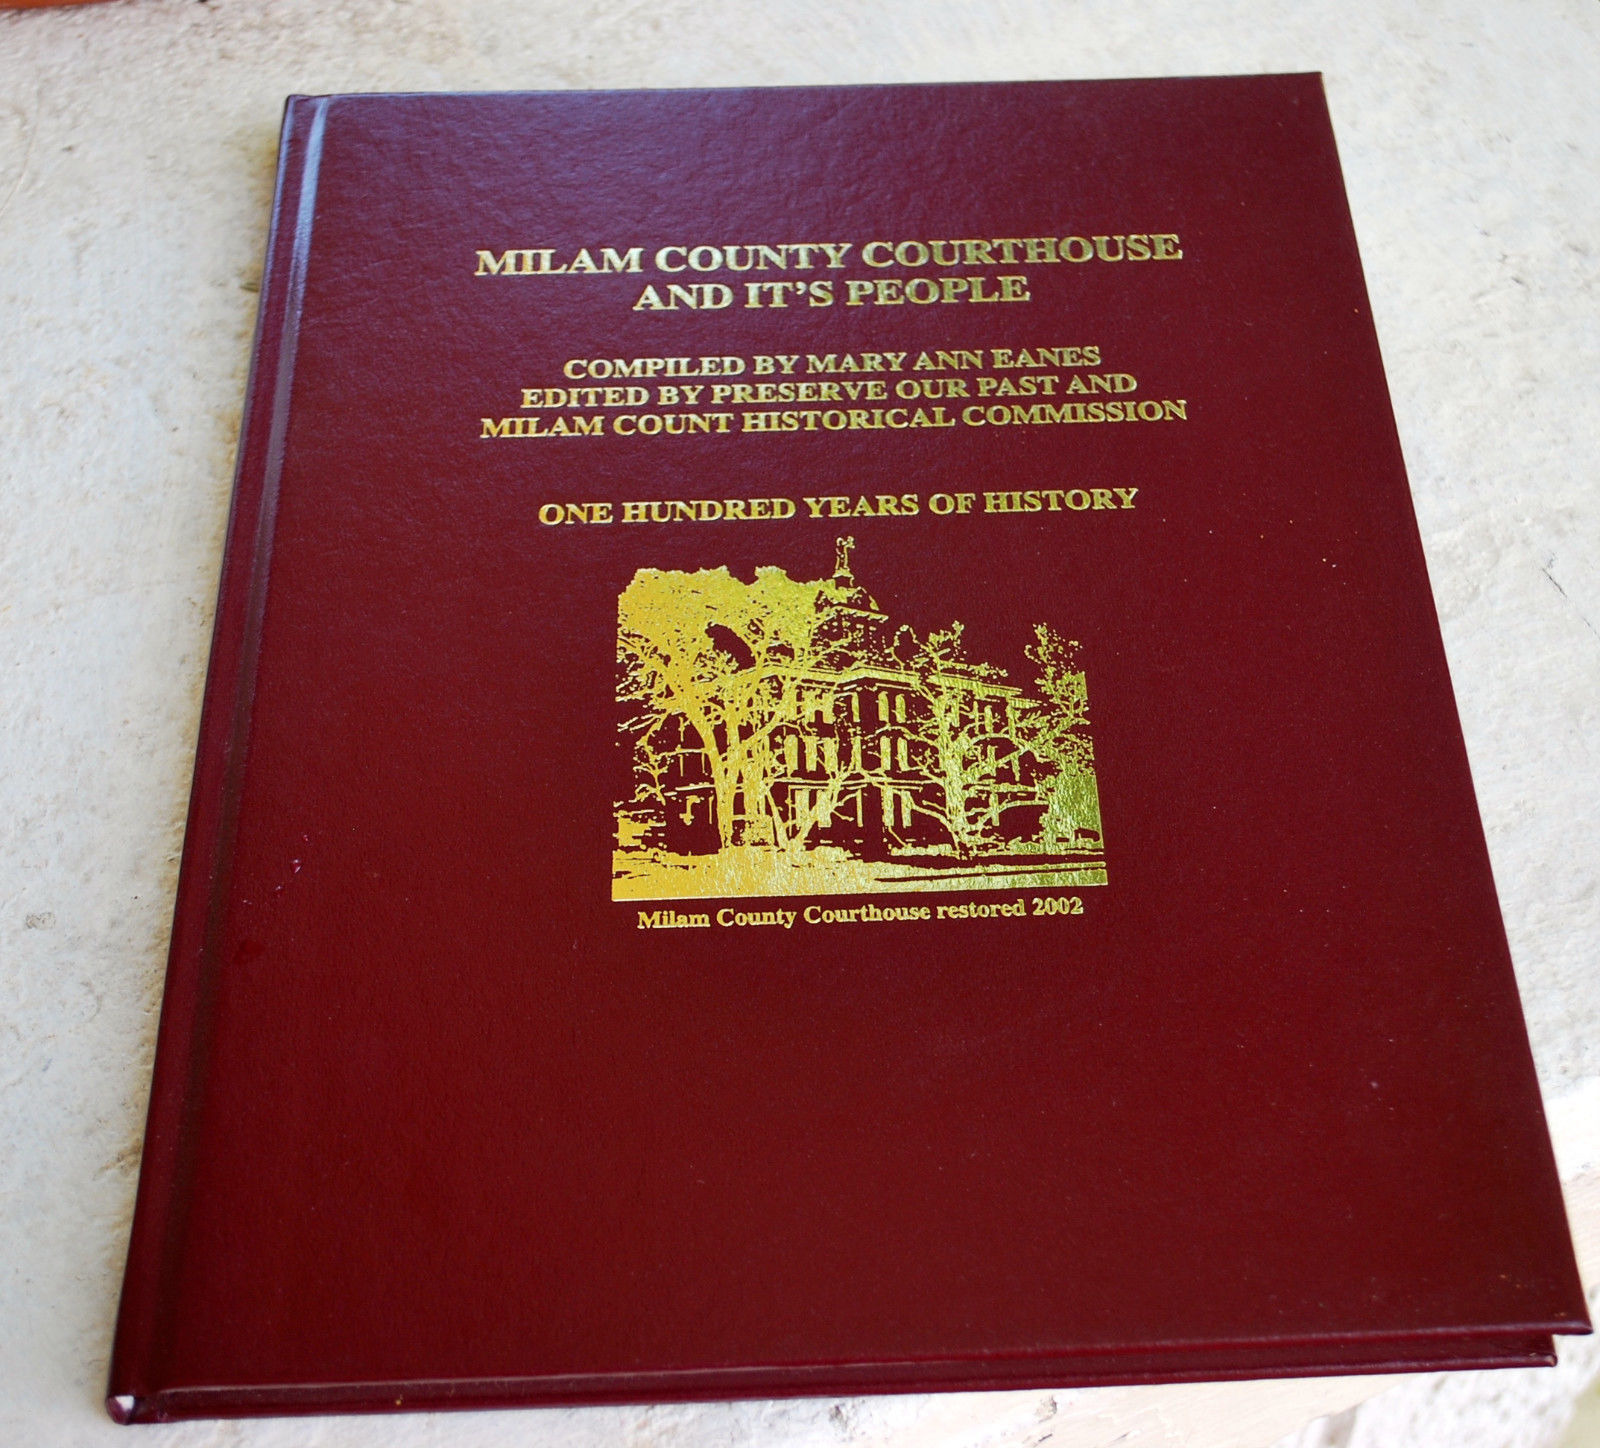 MILAM COUNTY COURTHOUSE
AND IT'S PEOPLE
COMPILED BY MARY ANN EANES
EDITED BY PRESERVE OUR PAST AND
MILAM COUNT HISTORICAL COMMISSION
ONE HUNDRED YEARS OF HISTORY
Milam County Courthouse restored 2002